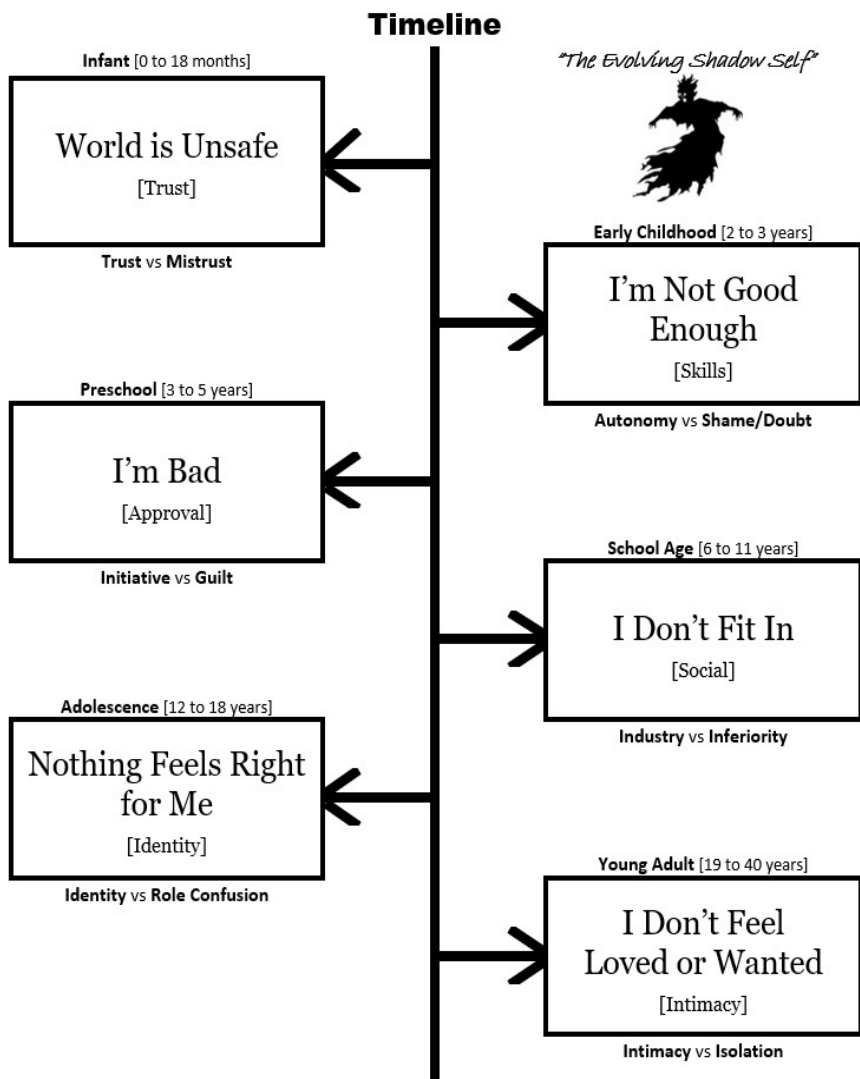 Timeline
Infant [0 to 18 months]
World is Unsafe
[Trust]
Trust vs Mistrust
"The Evolving Shadow Self"
Early Childhood [2 to 3 years]
I'm Not Good
Enough
[Skills]
Autonomy vs Shame/Doubt
Preschool [3 to 5 years]
I'm Bad
[Approval]
Initiative vs Guilt
School Age [6 to 11 years]
I Don't Fit In
[Social]
Industry vs Inferiority
Adolescence [12 to 18 years]
Nothing Feels Right
for Me
[Identity]
Identity vs Role Confusion
Young Adult [19 to 40 years]
I Don't Feel
Loved or Wanted
[Intimacy]
Intimacy vs Isolation